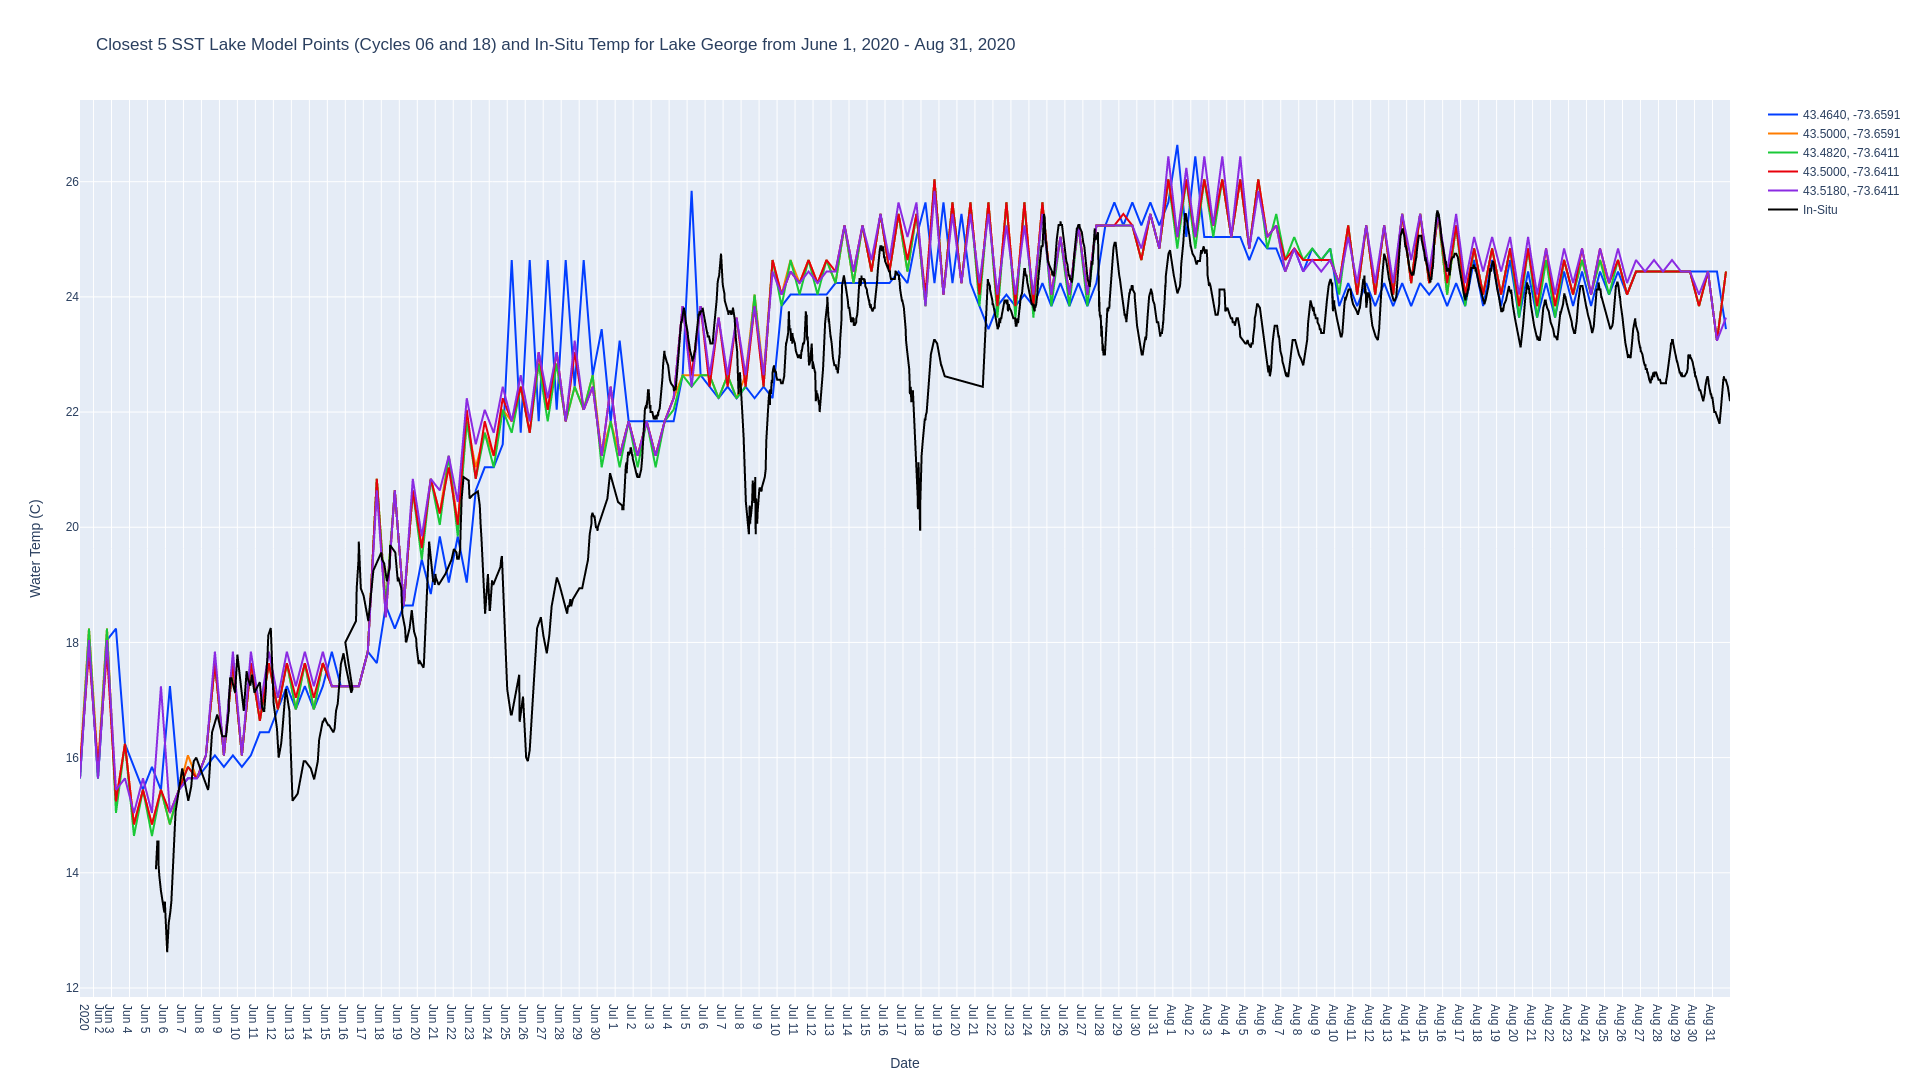 Closest 5 SST Lake Model Points (Cycles 06 and 18) and In-Situ Temp for Lake George from June 1, 2020 - Aug 31, 2020
43.4640, -73.6591
43.5000, -73.6591
43.4820, -73.6411
43.5000, -73.6411
43.5180, -73.6411
In-Situ
Water Temp (C)
26
24
22
20
18
16
14
12
2020
Jun 2
Jun 3
Jun 4
Jun 5
Jun 6
Jun 7
Jun 8
Jun 9
Jun 10
Jun 11
Jun 12
Jun 13
Jun 14
Jun 15
Jun 16
Jun 17
Jun 18
Jun 19
Jun 20
Jun 21
Jun 22
Jun 23
Jun 24
Jun 25
Jun 26
Jun 27
Jun 28
Jun 29
Jun 30
Jul 1
Jul 2
Jul 3
Jul 4
Jul 5
Jul 6
Jul 7
Jul 8
Jul 9
Jul 10
Jul 11
Jul 12
Jul 13
Jul 14
Jul 15
Jul 16
Jul 17
Jul 18
Jul 19
Jul 20
Jul 21
Jul 22
Jul 23
Jul 24
Jul 25
Jul 26
Jul 27
Jul 28
Jul 29
Jul 30
Jul 31
Aug 1
Aug 2
Aug 3
Aug 4
Aug 5
Aug 6
Aug 7
Aug 8
Aug 9
Aug 10
Aug 11
Aug 12
Aug 13
Aug 14
Aug 15
Aug 16
Aug 17
Aug 18
Aug 19
Aug 20
Aug 21
Aug 22
Aug 23
Aug 24
Aug 25
Aug 26
Aug 27
Aug 28
Aug 29
Aug 30
Aug 31
Date